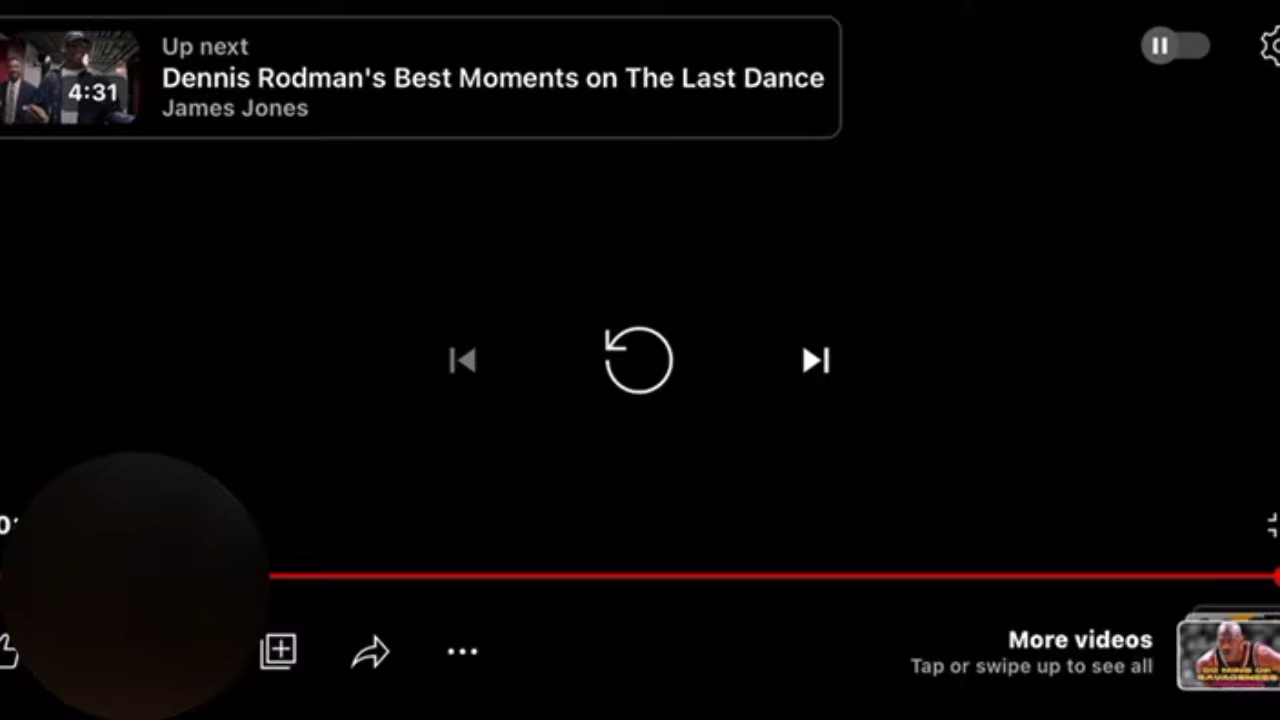 Up next
Dennis Rodman's Best Moments on The Last Dance
4:31
James Jones
More videos
Tap or swipe up to see all